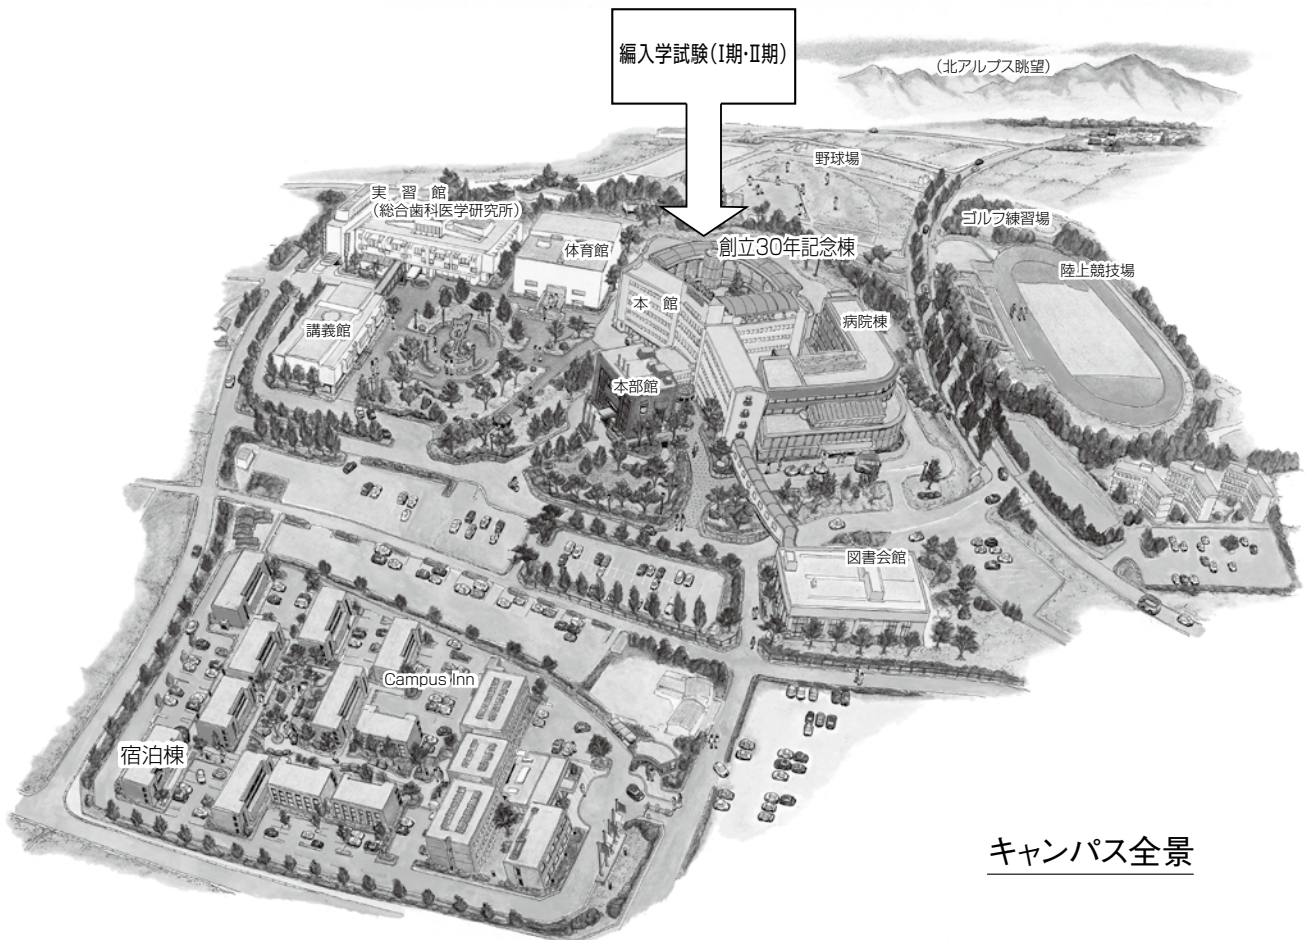 編入学試験(Ⅰ期・Ⅱ期)
(北アルプス眺望)
野球場
実習館
(総合歯科医学研究所)
ゴルフ練習場
体育館
創立30年記念棟
陸上競技場
本館
病院棟
講義館
本部館
図書会館
Campus Inn
宿泊棟
キャンパス全景